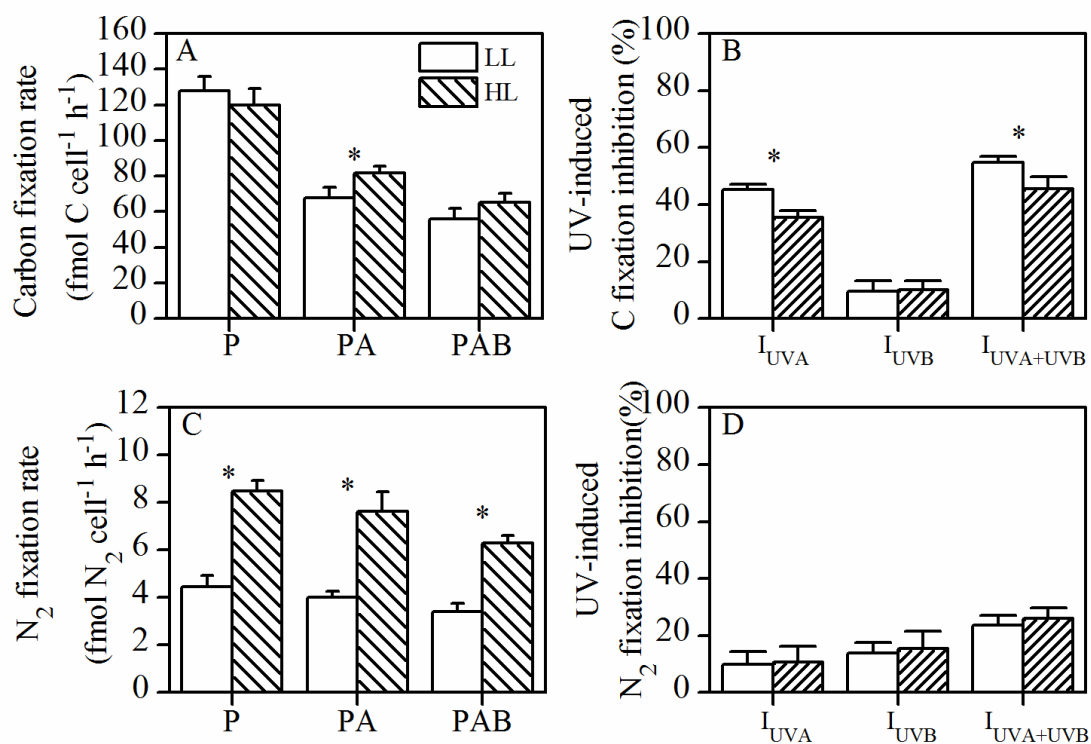 Carbon fixation rate
(fmol C cell-1 h-1)
160
140
120
100
80
60
40
20
0
A
LL
HL
*
P
PA
PAB
UV-induced
C fixation inhibition (%)
100
80
60
40
20
0
B
*
*
IUVA
IUVB
IUVA+UVB
N2 fixation rate
(fmol N2 cell-1 h-1)
12
10
8
6
4
2
0
C
*
*
*
P
PA
PAB
UV-induced
N2 fixation inhibition(%)
100
80
60
40
20
0
D
IUVA
IUVB
IUVA+UVB